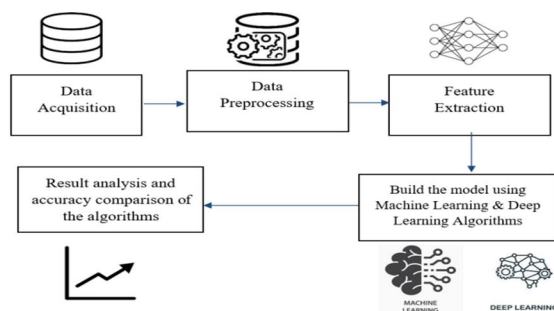 Data
Acquisition
Data
Preprocessing
Feature
Extraction
Build the model using
Machine Learning & Deep
Learning Algorithms
Result analysis and
accuracy comparison of
the algorithms
MACHINE
LEARNING
DEEP LEARNING